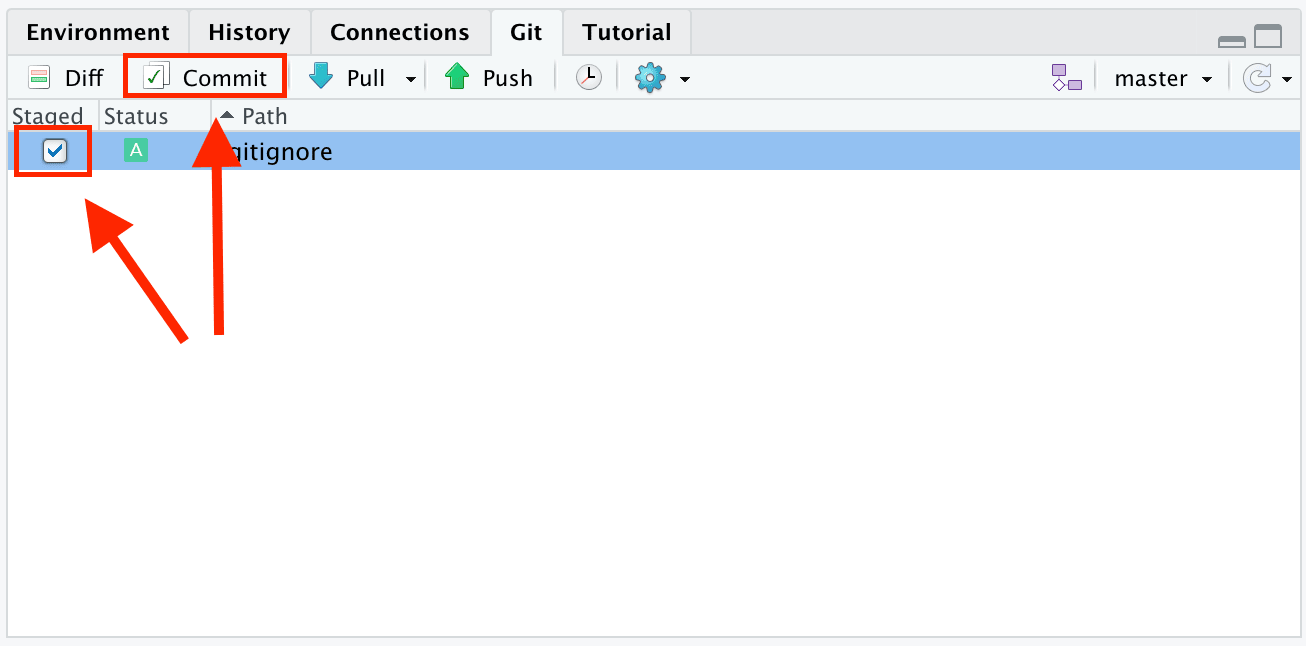 Environment History Connections Git Tutorial
Diff Commit Pull Push master
Staged Status Path
A gitignore